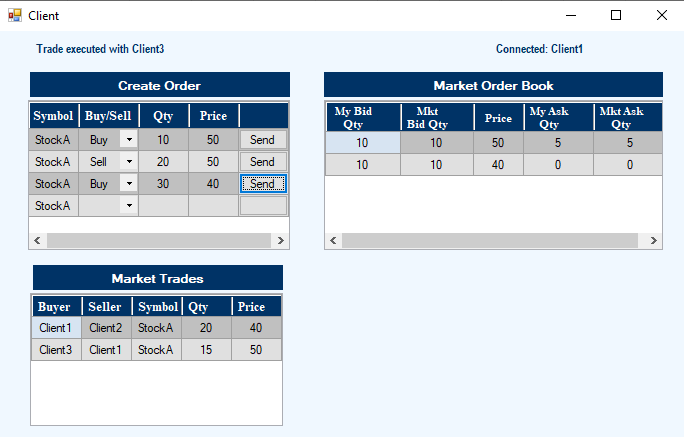 Client
Trade executed with Client3
Connected: Client1
Create Order
Symbol Buy/Sell Qty Price
StockA Buy 10 50 Send
StockA Sell 20 50 Send
StockA Buy 30 40 Send
StockA
Market Order Book
My Bid Qty Mkt Bid Qty Price My Ask Qty Mkt Ask Qty
10 10 50 5 5
10 10 40 0 0
Market Trades
Buyer Seller Symbol Qty Price
Client1 Client2 StockA 20 40
Client3 Client1 StockA 15 50